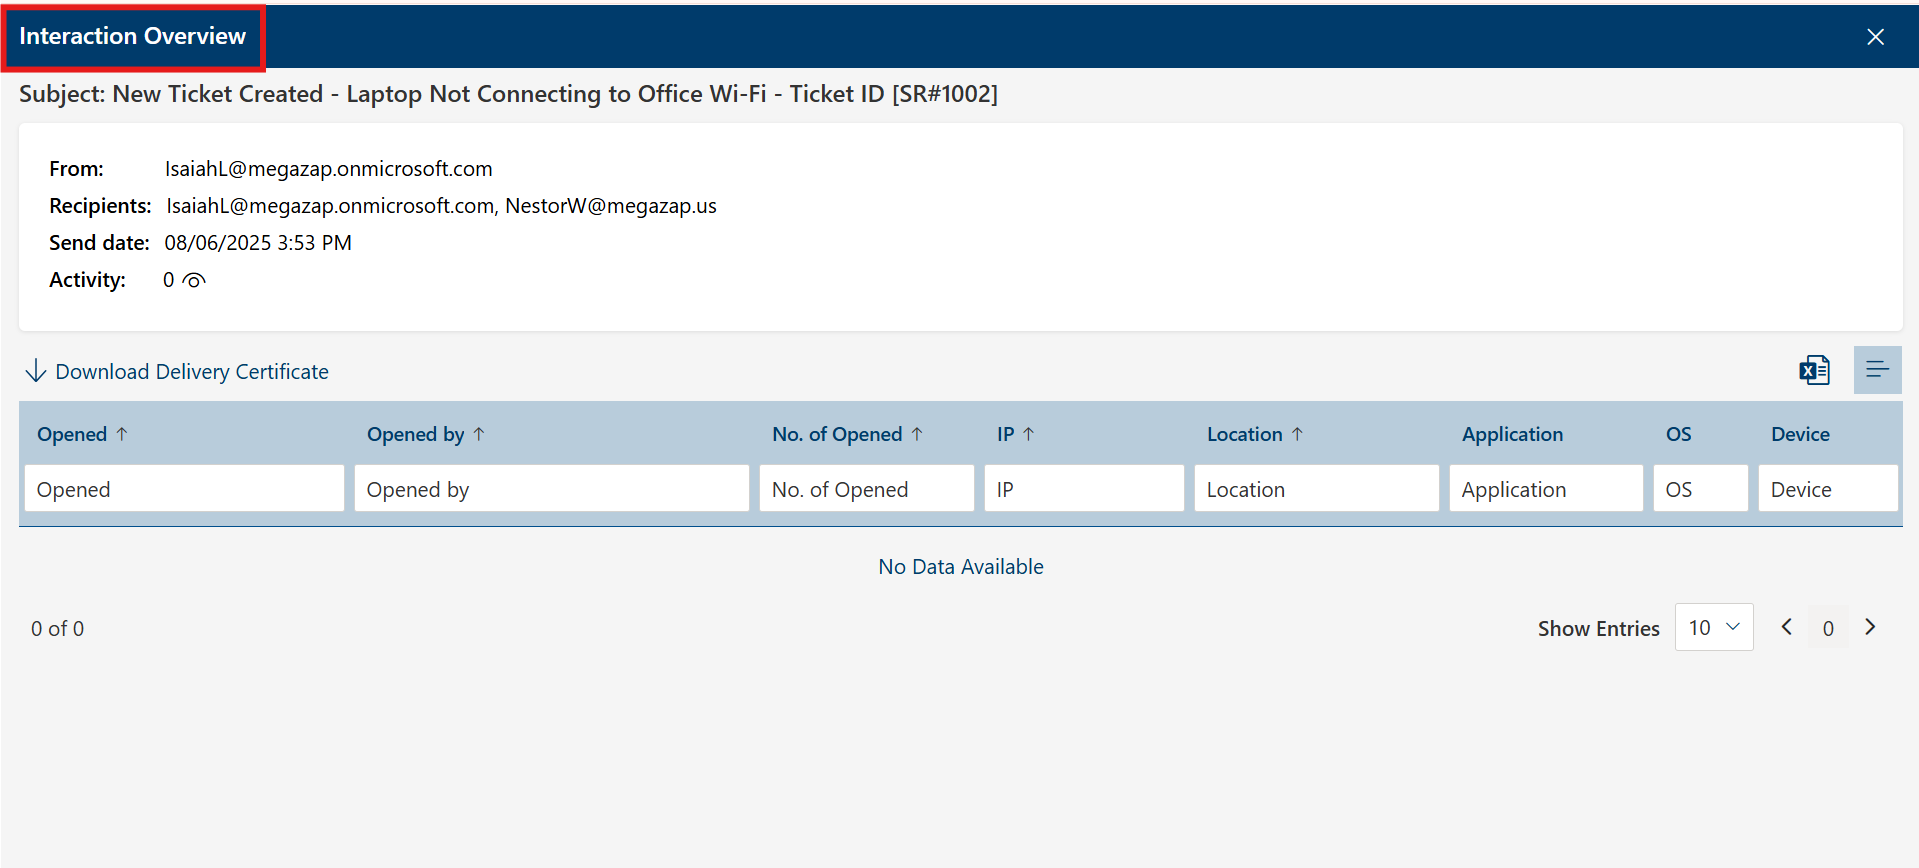 Interaction Overview
Subject: New Ticket Created - Laptop Not Connecting to Office Wi-Fi - Ticket ID [SR#1002]
From: IsaiahL@megazap.onmicrosoft.com
Recipients: IsaiahL@megazap.onmicrosoft.com, NestorW@megazap.us
Send date: 08/06/2025 3:53 PM
Activity: 0
Download Delivery Certificate
Opened Opened by No. of Opened IP Location Application OS Device
Opened Opened by No. of Opened IP Location Application OS Device
No Data Available
0 of 0 Show Entries 10 0